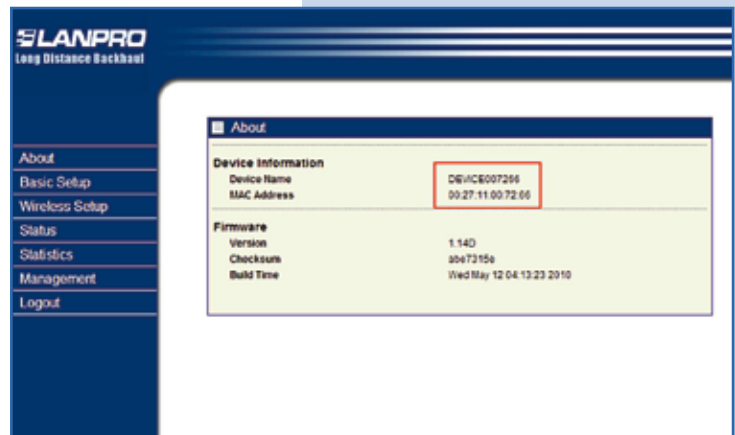 LANPRO
Long Distance Backhaul
About
Basic Setup
Wireless Setup
Status
Statistics
Management
Logout
About
Device Information
Device Name DEVICE007266
MAC Address 00:27:11:00:72:66
Firmware
Version 1.14D
Checksum abe7315e
Build Time Wed May 12 04:13:23 2010